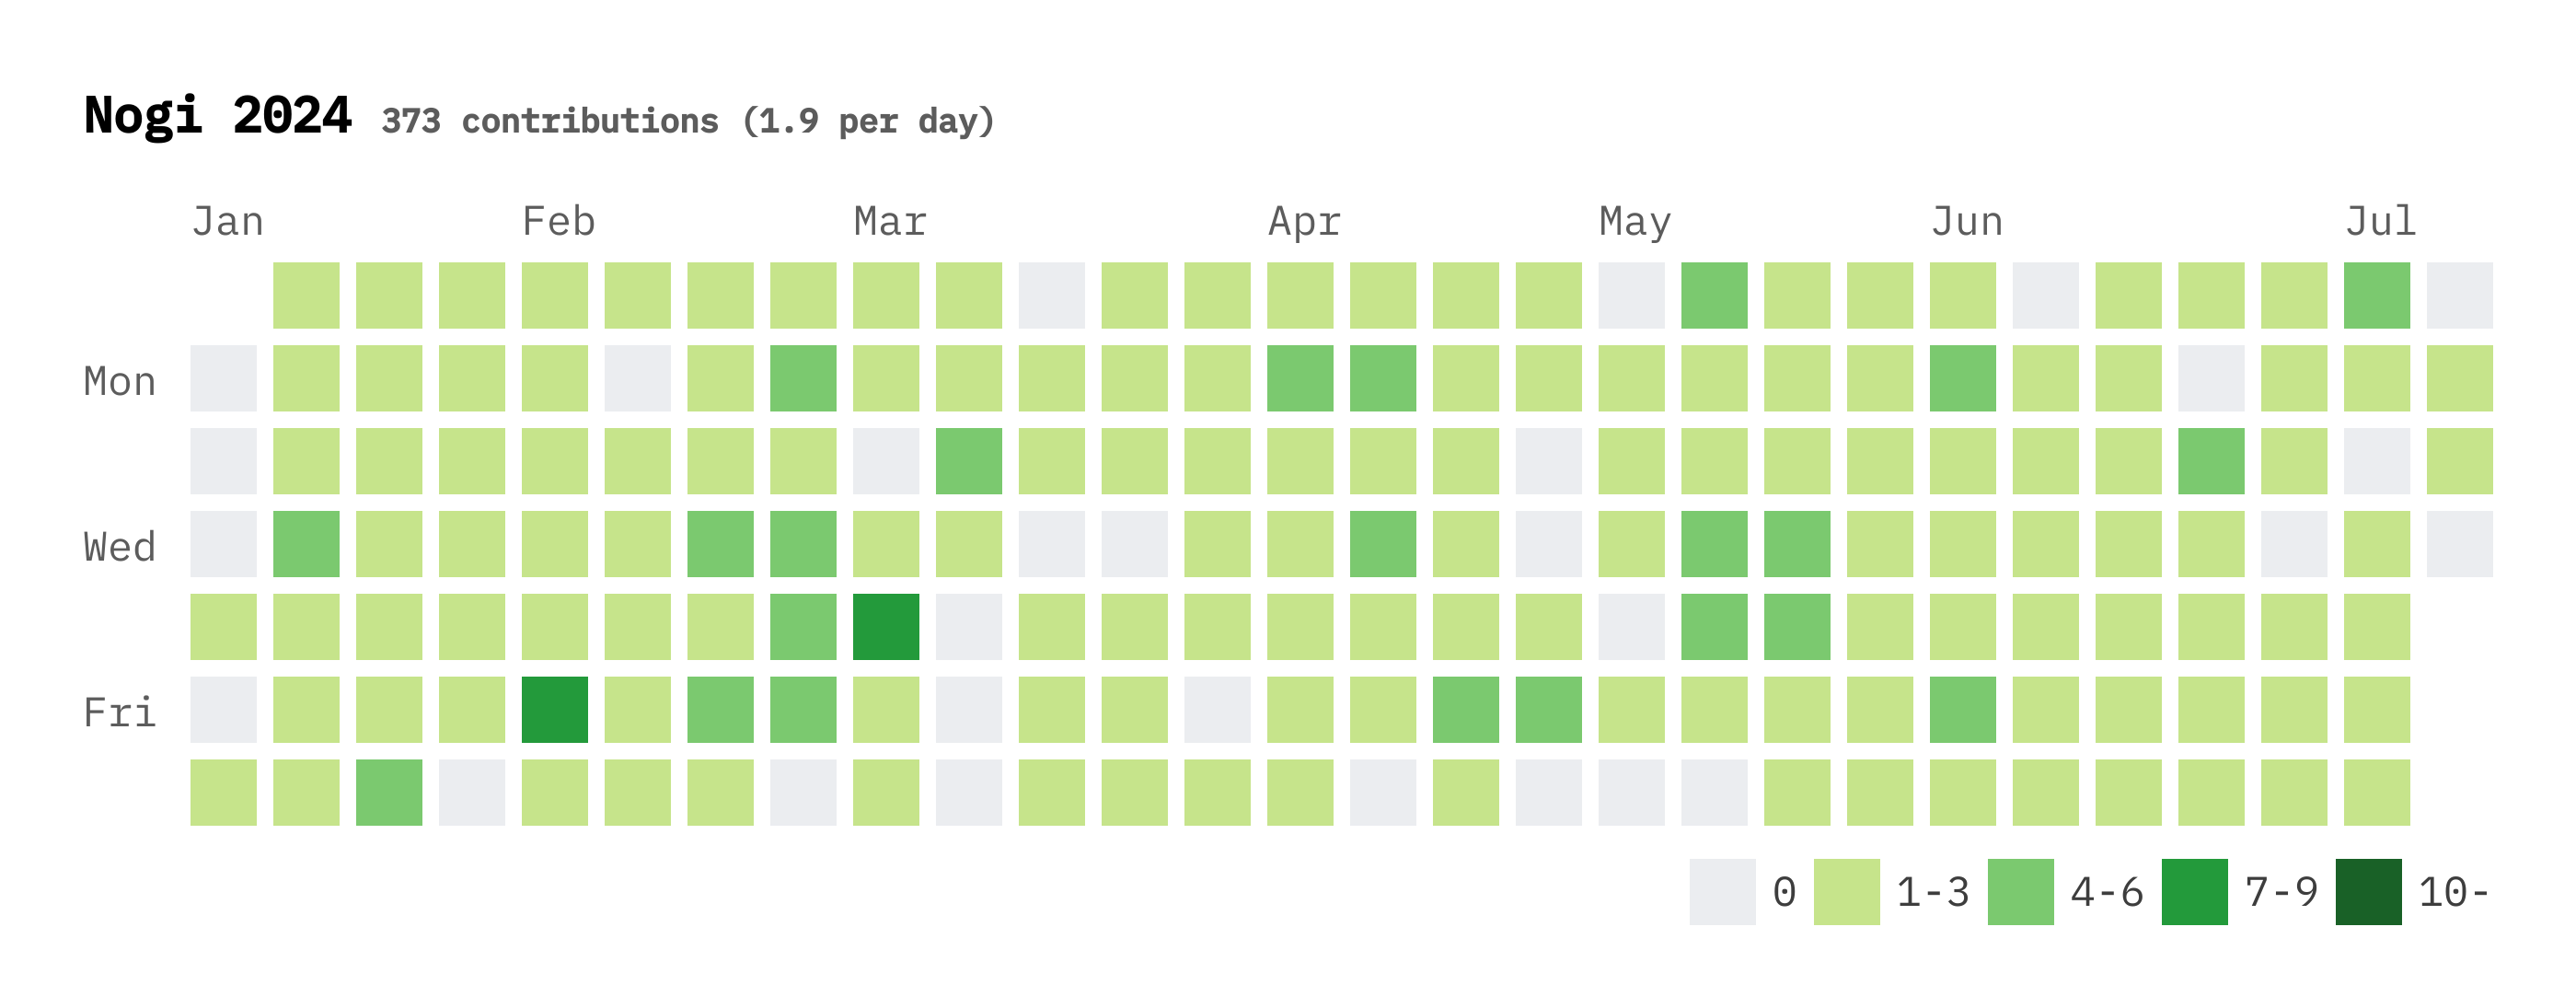 Nogi 2024 373 contributions (1.9 per day)
Jan Feb Mar Apr May Jun Jul
Mon
Wed
Fri
0 1-3 4-6 7-9 10-